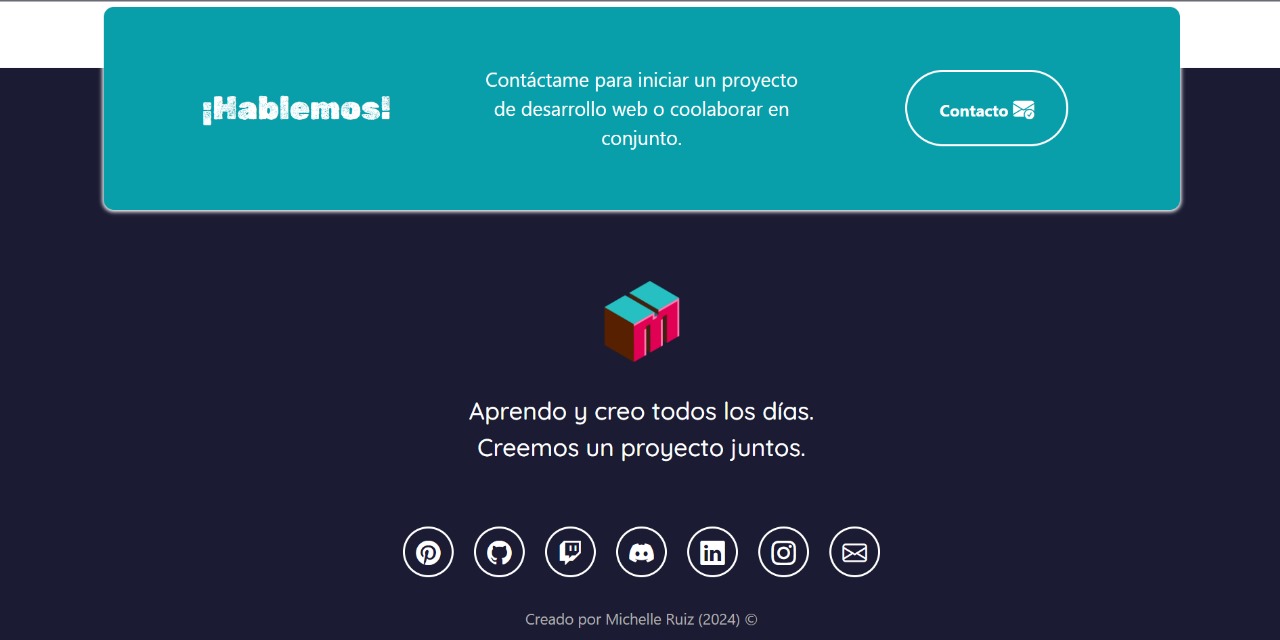 ¡Hablemos!
Contáctame para iniciar un proyecto
de desarrollo web o coolaborar en
conjunto.
Contacto
Aprendo y creo todos los días.
Creemos un proyecto juntos.
Creado por Michelle Ruiz (2024) ©